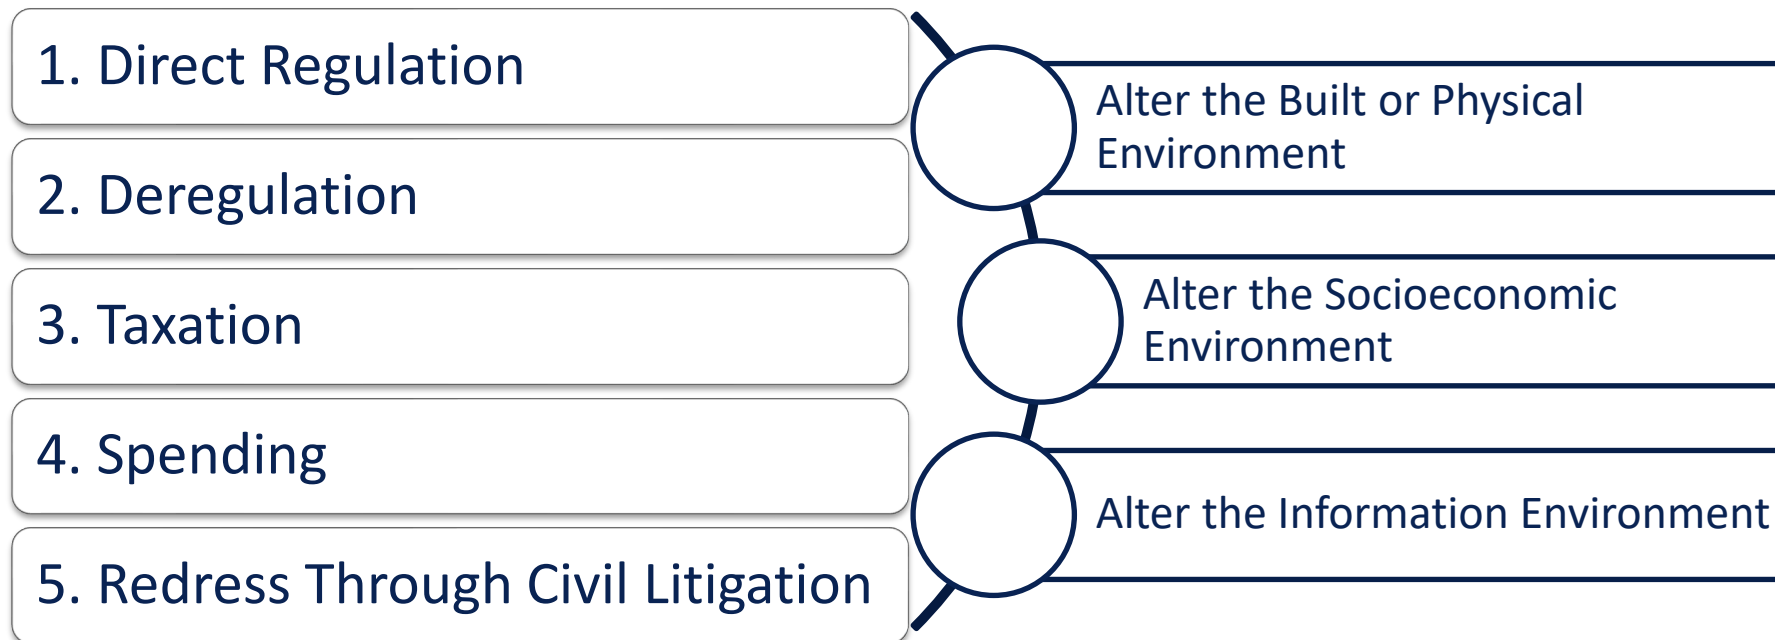 1. Direct Regulation
2. Deregulation
3. Taxation
4. Spending
5. Redress Through Civil Litigation
Alter the Built or Physical
Environment
Alter the Socioeconomic
Environment
Alter the Information Environment